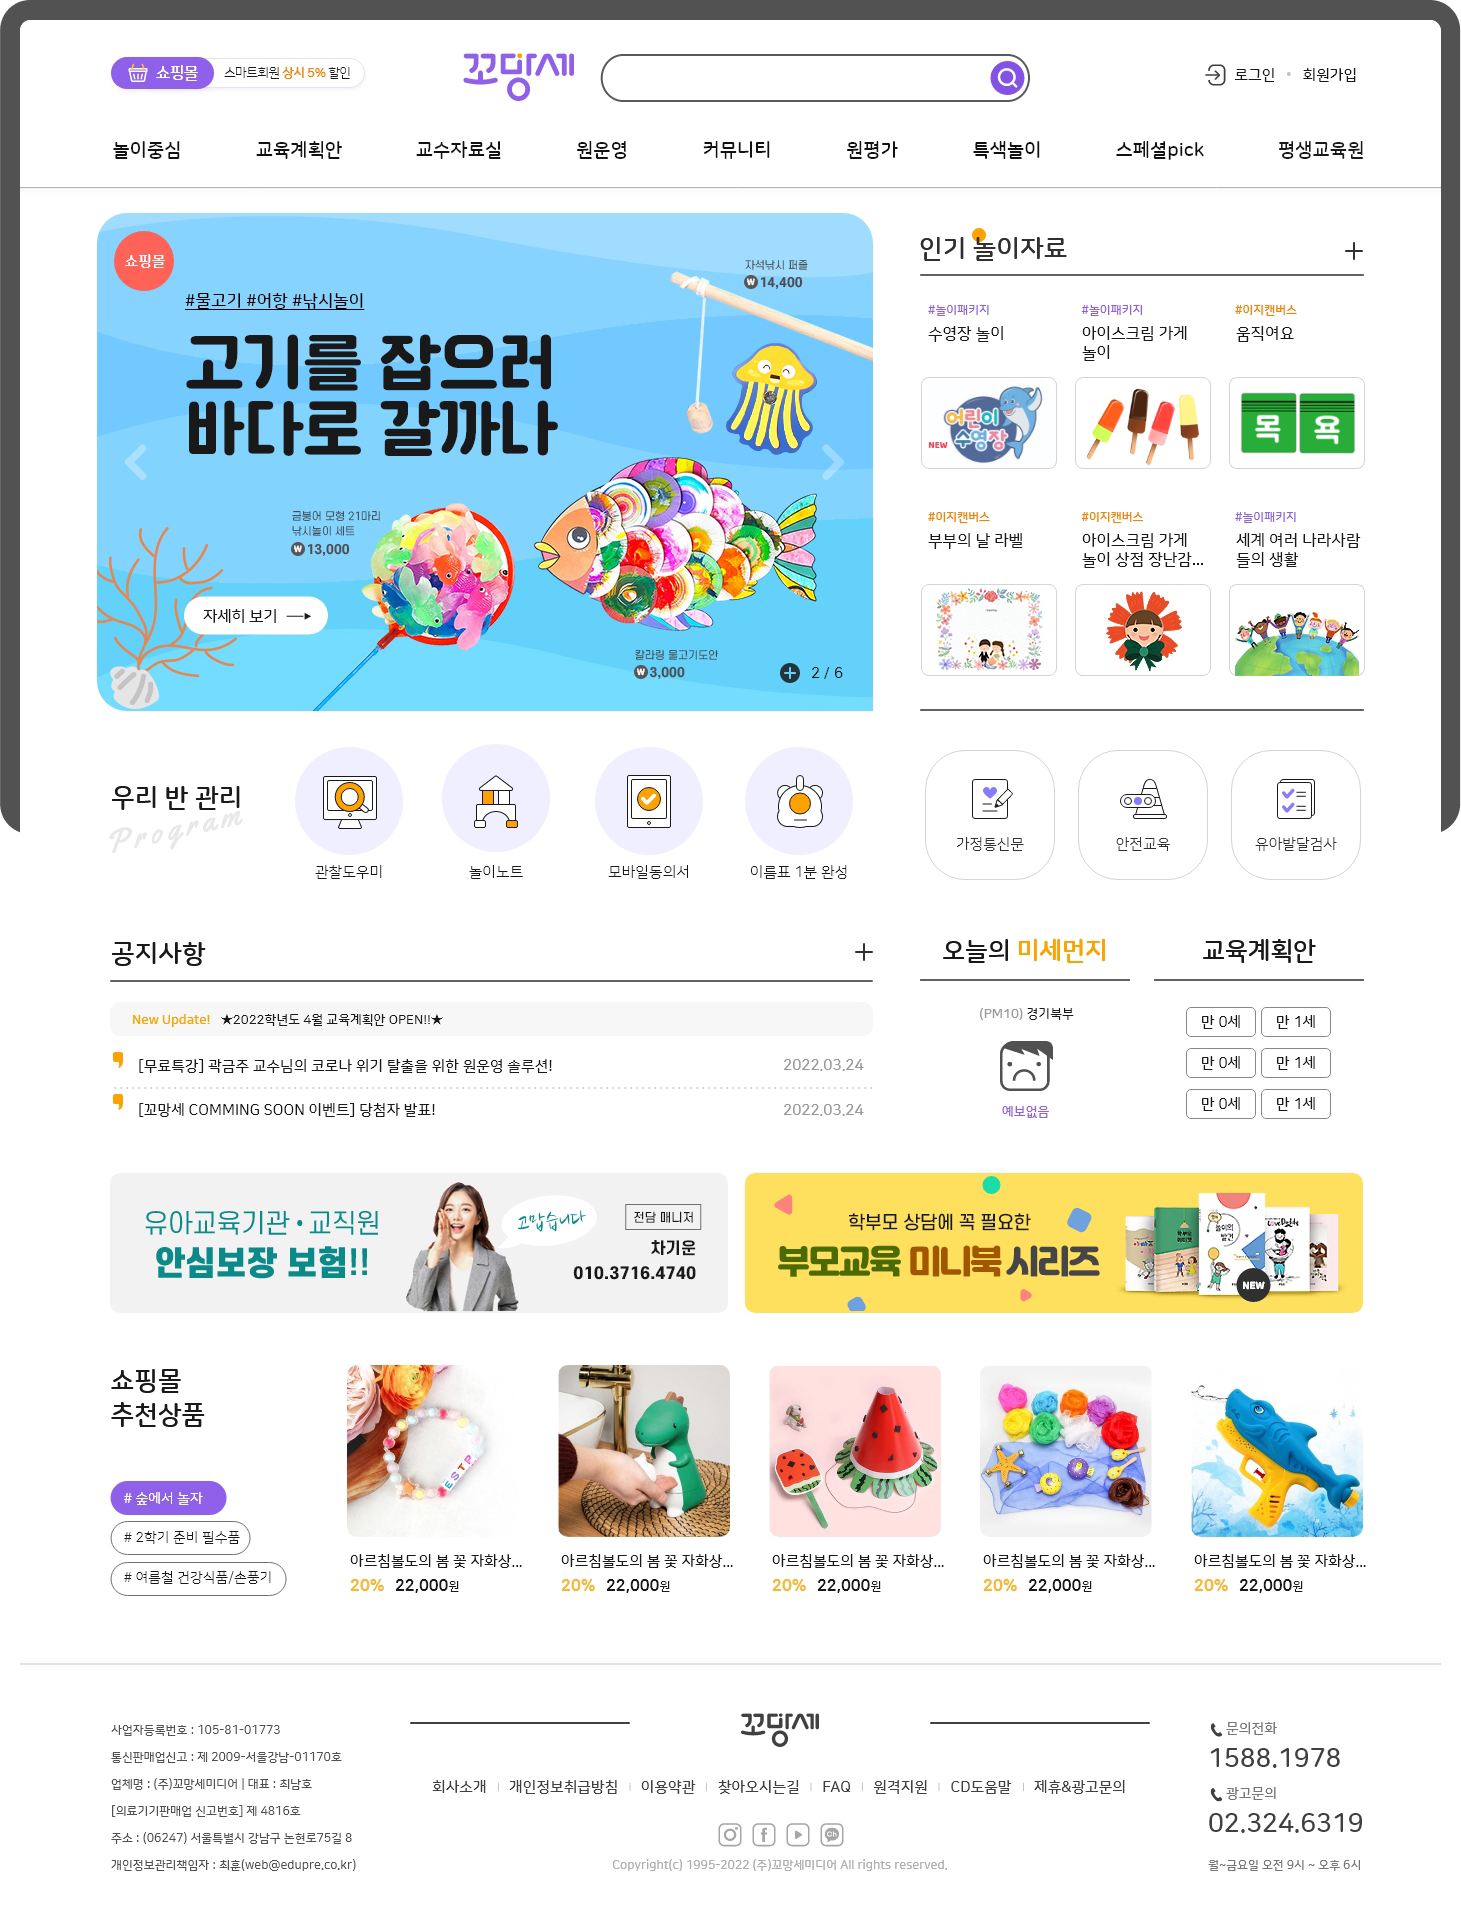 쇼핑몰
스마트회원 상시 5% 할인
꼬망세
로그인
회원가입
놀이중심
교육계획안
교수자료실
원운영
커뮤니티
원평가
특색놀이
스페셜pick
평생교육원
쇼핑몰
#물고기 #어항 #낚시놀이
고기를 잡으러
바다로 갈까나
자석낚시 퍼즐
₩14,400
금붕어 모형 21마리
낚시놀이 세트
₩13,000
자세히 보기
칼라링 물고기도안
₩3,000
2 / 6
인기 놀이자료
#놀이패키지
수영장 놀이
#놀이패키지
아이스크림 가게
놀이
#이지캔버스
움직여요
어린이
수영장
NEW
목 욕
#이지캔버스
부부의 날 라벨
#이지캔버스
아이스크림 가게
놀이 상점 장난감...
#놀이패키지
세계 여러 나라사람
들의 생활
우리 반 관리
Program
관찰도우미
놀이노트
모바일동의서
이름표 1분 완성
가정통신문
안전교육
유아발달검사
공지사항
New Update! ★2022학년도 4월 교육계획안 OPEN!!★
[무료특강] 곽금주 교수님의 코로나 위기 탈출을 위한 원운영 솔루션!
2022.03.24
[꼬망세 COMMING SOON 이벤트] 당첨자 발표!
2022.03.24
오늘의 미세먼지
(PM10) 경기북부
예보없음
교육계획안
만 0세
만 1세
만 0세
만 1세
만 0세
만 1세
유아교육기관 • 교직원
안심보장 보험!!
고맙습니다
전담 매니저
차기운
010.3716.4740
학부모 상담에 꼭 필요한
부모교육 미니북 시리즈
NEW
쇼핑몰
추천상품
# 숲에서 놀자
# 2학기 준비 필수품
# 여름철 건강식품/손풍기
ESTP
아르침볼도의 봄 꽃 자화상...
20% 22,000원
아르침볼도의 봄 꽃 자화상...
20% 22,000원
아르침볼도의 봄 꽃 자화상...
20% 22,000원
아르침볼도의 봄 꽃 자화상...
20% 22,000원
아르침볼도의 봄 꽃 자화상...
20% 22,000원
사업자등록번호 : 105-81-01773
통신판매업신고 : 제 2009-서울강남-01170호
업체명 : (주)꼬망세미디어 | 대표 : 최남호
[의료기기판매업 신고번호] 제 4816호
주소 : (06247) 서울특별시 강남구 논현로75길 8
개인정보관리책임자 : 최훈(web@edupre.co.kr)
꼬망세
회사소개
개인정보취급방침
이용약관
찾아오시는길
FAQ
원격지원
CD도움말
제휴&광고문의
Ch
Copyright(c) 1995-2022 (주)꼬망세미디어 All rights reserved.
문의전화
1588.1978
광고문의
02.324.6319
월~금요일 오전 9시 ~ 오후 6시